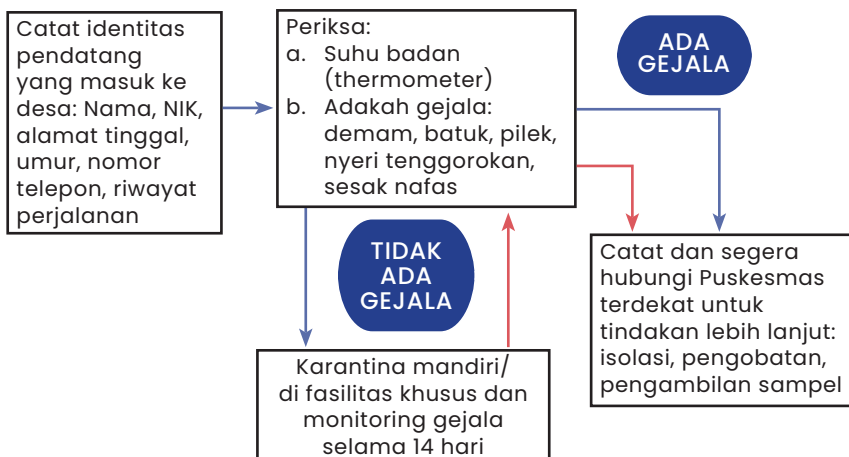 Catat identitas
pendatang
yang masuk ke
desa: Nama, NIK,
alamat tinggal,
umur, nomor
telepon, riwayat
perjalanan
Periksa:
a. Suhu badan
(thermometer)
b. Adakah gejala:
demam, batuk, pilek,
nyeri tenggorokan,
sesak nafas
ADA
GEJALA
TIDAK
ADA
GEJALA
Catat dan segera
hubungi Puskesmas
terdekat untuk
tindakan lebih lanjut:
isolasi, pengobatan,
pengambilan sampel
Karantina mandiri/
di fasilitas khusus dan
monitoring gejala
selama 14 hari